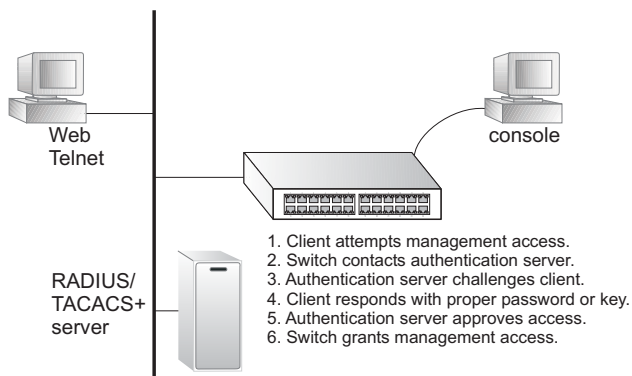 Web
Telnet
console
RADIUS/
TACACS+
server
1. Client attempts management access.
2. Switch contacts authentication server.
3. Authentication server challenges client.
4. Client responds with proper password or key.
5. Authentication server approves access.
6. Switch grants management access.